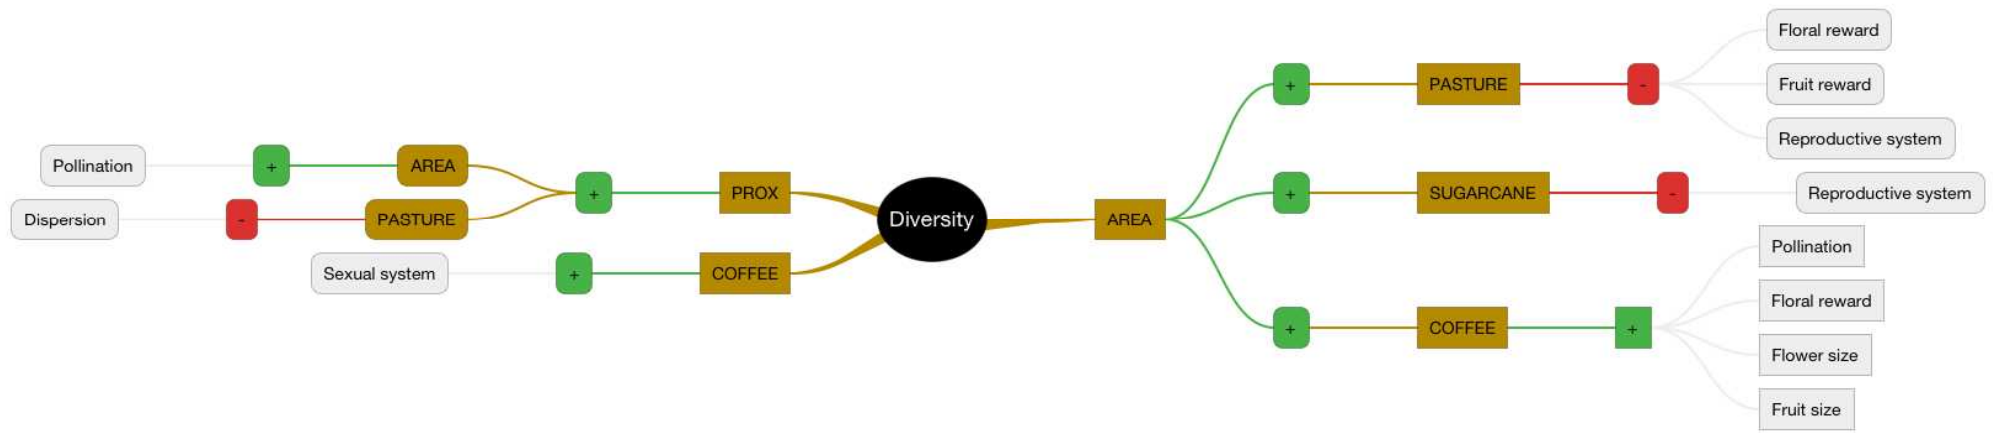 Floral reward
+
PASTURE
-
Fruit reward
Reproductive system
Pollination
+
AREA
+
PROX
Dispersion
-
PASTURE
Sexual system
+
COFFEE
Diversity
AREA
+
SUGARCANE
-
Reproductive system
+
COFFEE
+
Pollination
Floral reward
Flower size
Fruit size